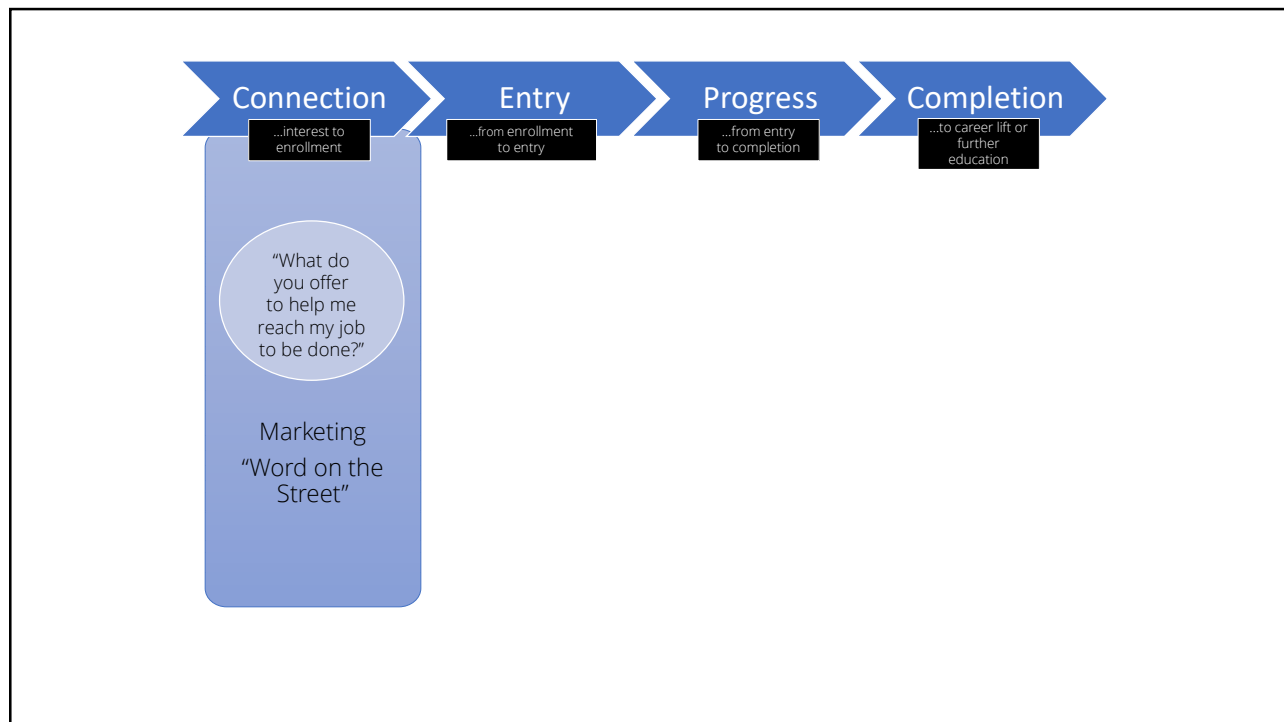 Connection
...interest to
enrollment
Entry
...from enrollment
to entry
Progress
...from entry
to completion
Completion
...to career lift or
further
education
“What do
you offer
to help me
reach my job
to be done?”
Marketing
“Word on the
Street”